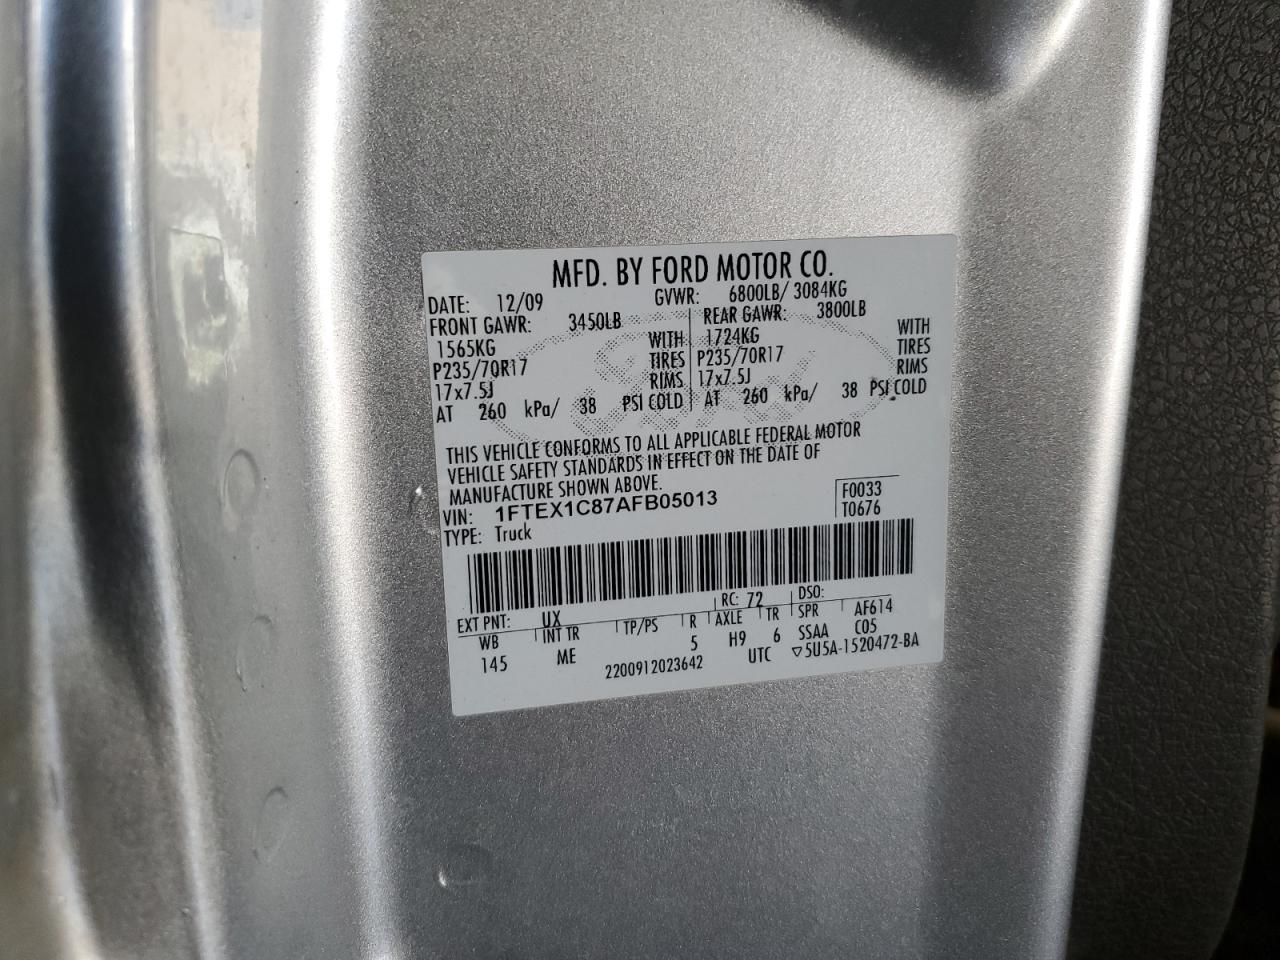 MFD. BY FORD MOTOR CO.
DATE: 12/09 GVWR: 6800LB/ 3084KG
FRONT GAWR: 3450LB REAR GAWR: 3800LB
1565KG WITH 1724KG WITH
P235/70R17 TIRES P235/70R17 TIRES
17x7.5J RIMS 17x7.5J RIMS
AT 260 kPa/ 38 PSI COLD AT 260 kPa/ 38 PSI COLD
THIS VEHICLE CONFORMS TO ALL APPLICABLE FEDERAL MOTOR
VEHICLE SAFETY STANDARDS IN EFFECT ON THE DATE OF
MANUFACTURE SHOWN ABOVE.
VIN: 1FTEX1C87AFB05013 F0033
TYPE: Truck T0676
EXT PNT: UX RC: 72 DSO:
WB INT TR TP/PS R AXLE TR SPR AF614
145 ME 5 H9 6 SSAA C05
2200912023642 UTC ▽5U5A-1520472-BA